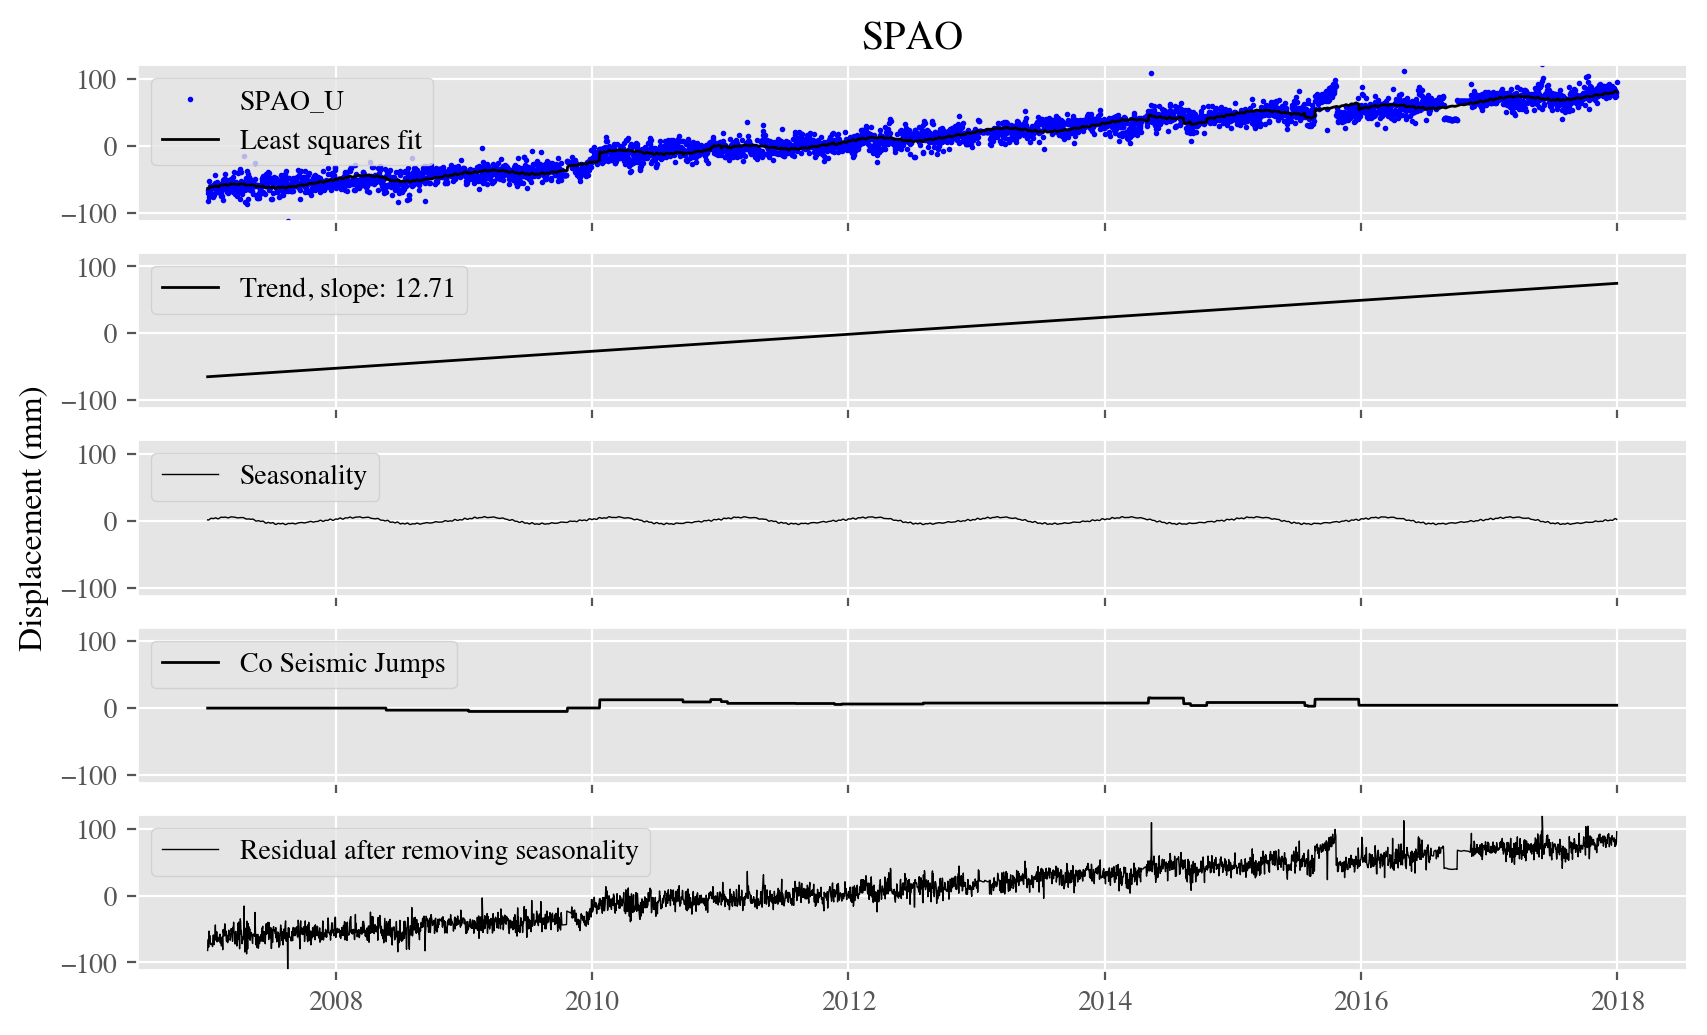 SPAO
Displacement (mm)
100
0
−100
SPAO_U
Least squares fit
100
0
−100
Trend, slope: 12.71
100
0
−100
Seasonality
100
0
−100
Co Seismic Jumps
100
0
−100
Residual after removing seasonality
2008 2010 2012 2014 2016 2018